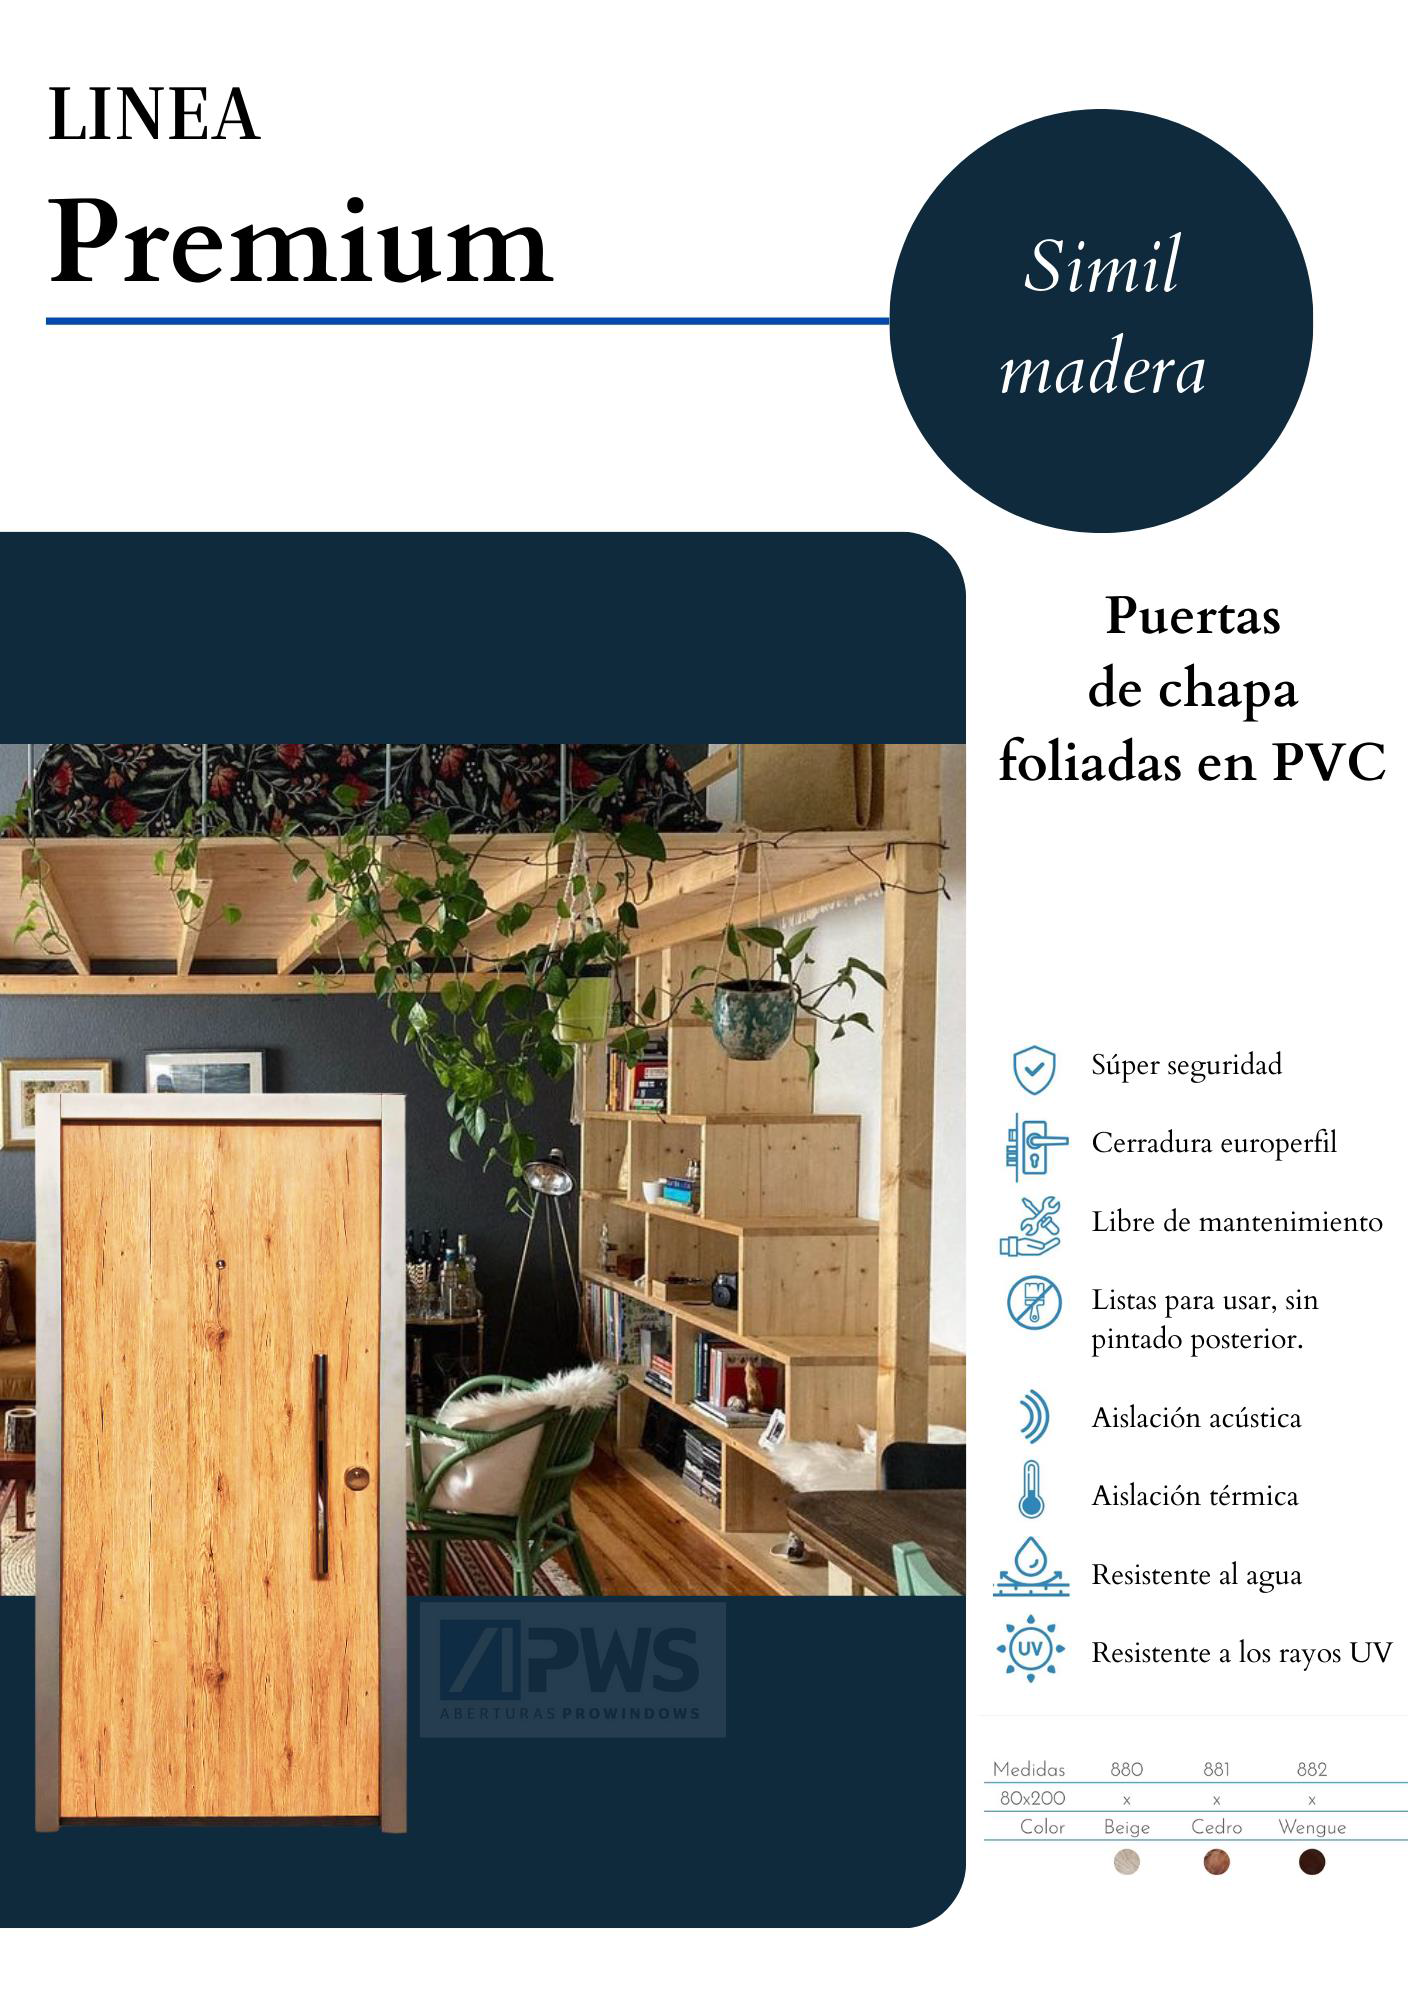 LINEA
Premium
Simil
madera
Puertas
de chapa
foliadas en PVC
Súper seguridad
Cerradura europerfil
Libre de mantenimiento
Listas para usar, sin
pintado posterior.
Aislación acústica
Aislación térmica
Resistente al agua
UV
Resistente a los rayos UV
PWS
ABERTURAS PROWINDOWS
Medidas 880 881 882
80x200 x x x
Color Beige Cedro Wengue